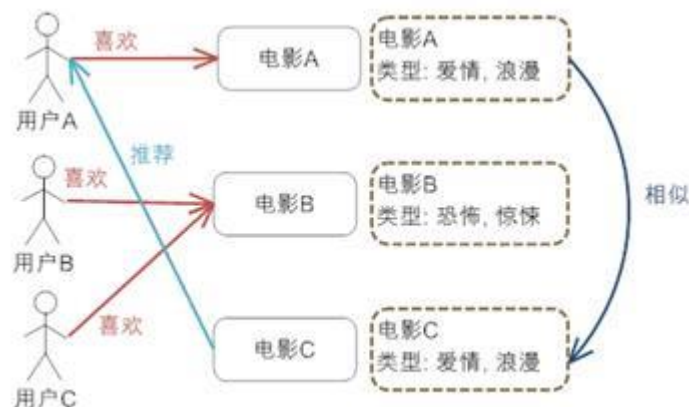 喜欢
电影A
电影A
类型: 爱情, 浪漫
用户A
推荐
喜欢
电影B
电影B
类型: 恐怖, 惊悚
相似
用户B
喜欢
电影C
电影C
类型: 爱情, 浪漫
用户C